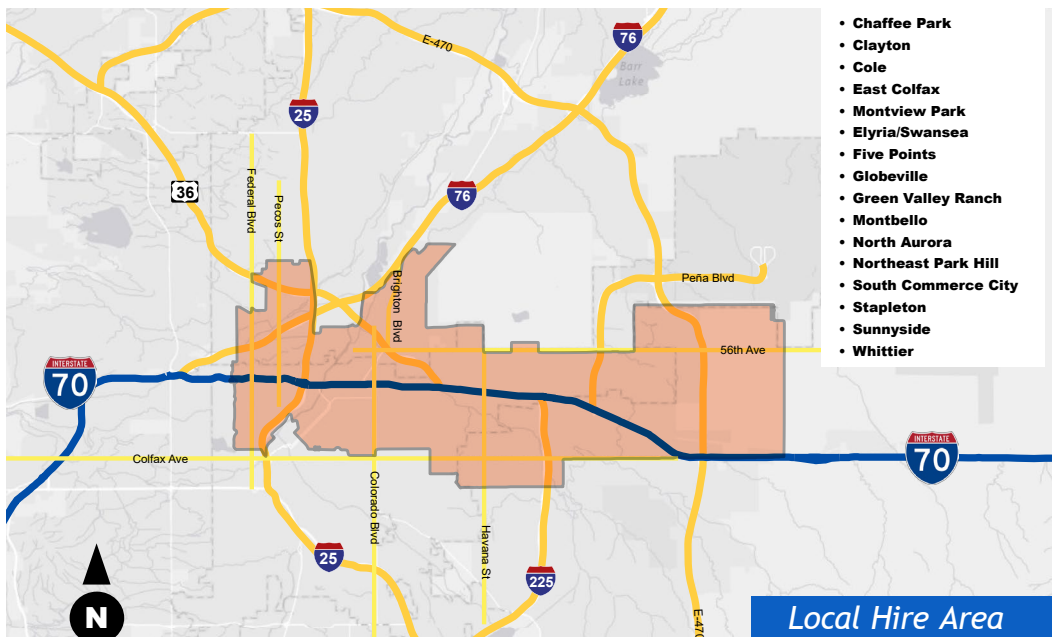 E-470
76
Barr
Lake
25
36
Federal Blvd
Pecos St
76
Brighton Blvd
Peña Blvd
56th Ave
INTERSTATE
70
Colfax Ave
INTERSTATE
70
Colorado Blvd
Havana St
25
225
E-470
N
• Chaffee Park
• Clayton
• Cole
• East Colfax
• Montview Park
• Elyria/Swansea
• Five Points
• Globeville
• Green Valley Ranch
• Montbello
• North Aurora
• Northeast Park Hill
• South Commerce City
• Stapleton
• Sunnyside
• Whittier
Local Hire Area